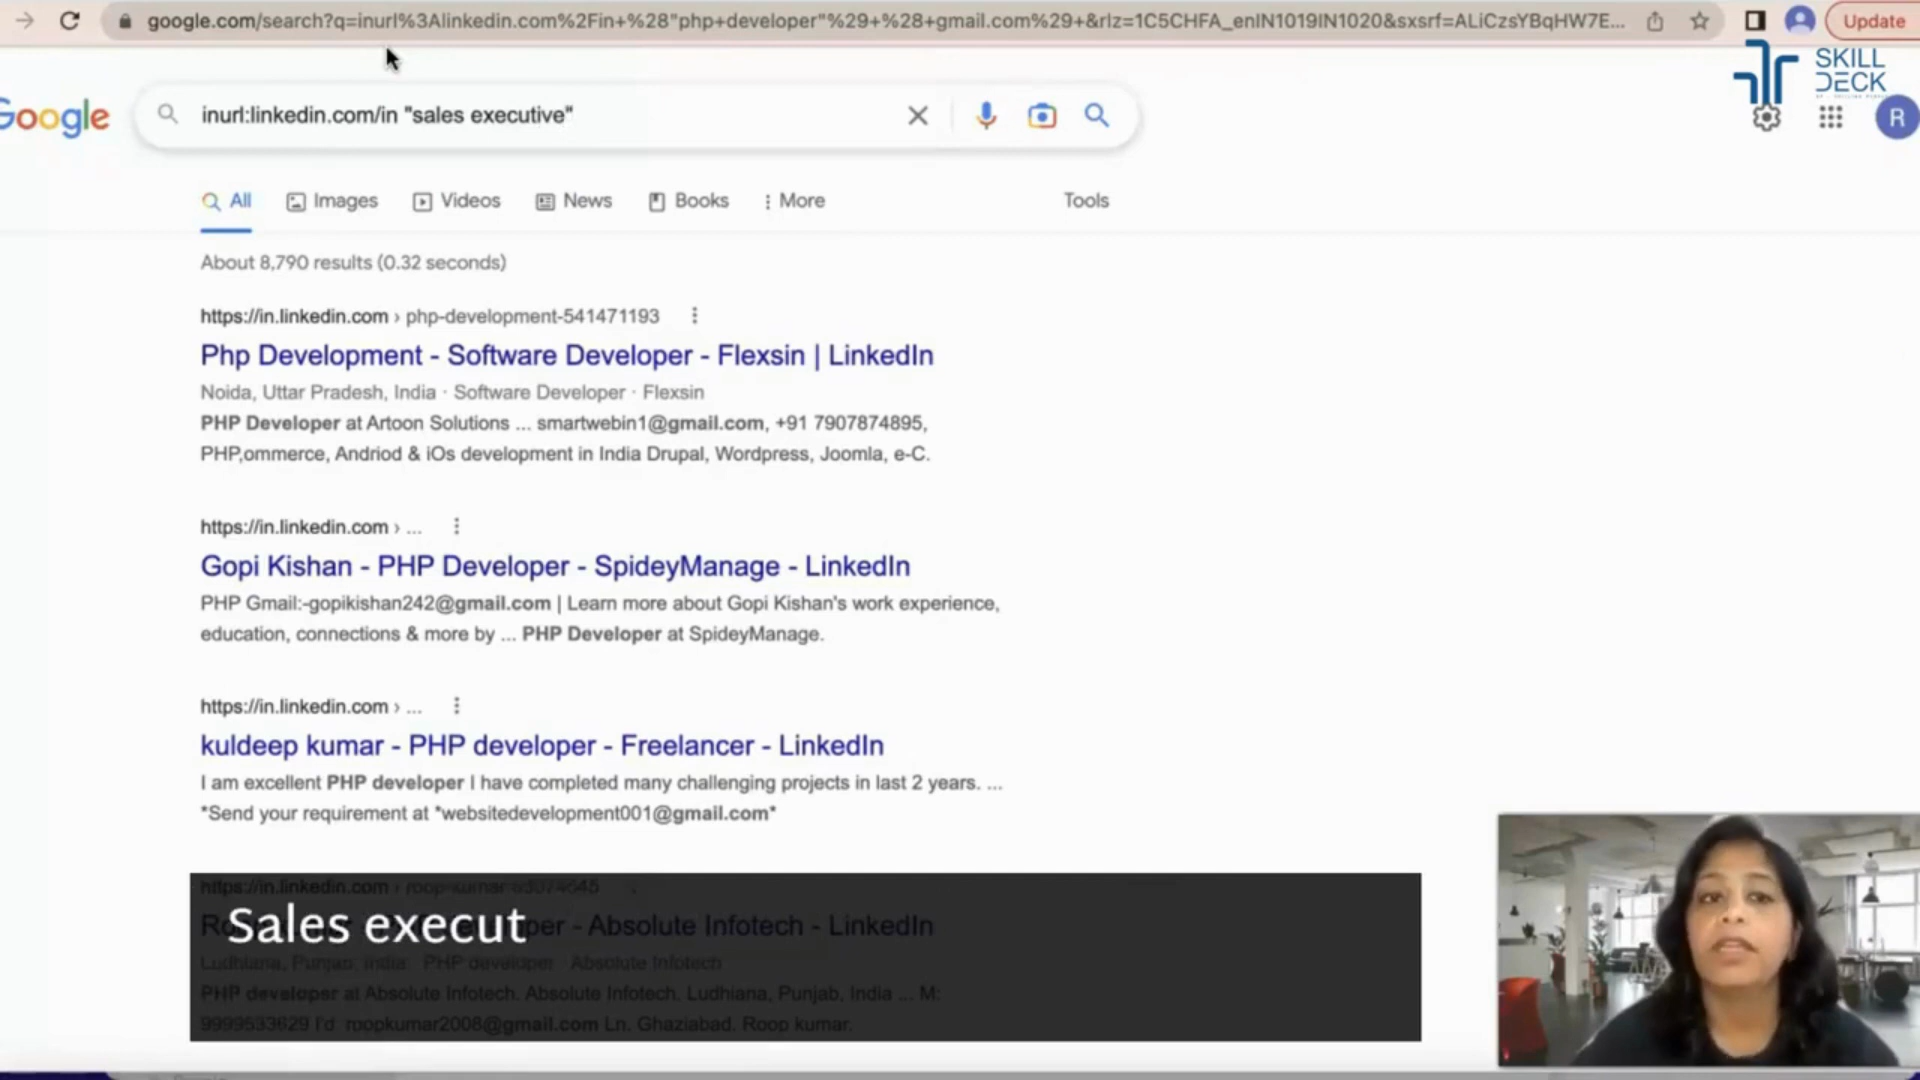 google.com/search?q=inurl%3Alinkedin.com%2Fin+%28"php+developer"%29+%28+gmail.com%29+&rlz=1C5CHFA_enIN1019IN1020&sxsrf=ALiCzsYBqHW7E...
Update
SKILL
DECK
Google
inurl:linkedin.com/in "sales executive"
R
All
Images
Videos
News
Books
More
Tools
About 8,790 results (0.32 seconds)
https://in.linkedin.com › php-development-541471193
Php Development - Software Developer - Flexsin | LinkedIn
Noida, Uttar Pradesh, India · Software Developer · Flexsin
PHP Developer at Artoon Solutions ... smartwebin1@gmail.com, +91 7907874895,
PHP,ommerce, Andriod & iOs development in India Drupal, Wordpress, Joomla, e-C.
https://in.linkedin.com › ...
Gopi Kishan - PHP Developer - SpideyManage - LinkedIn
PHP Gmail:-gopikishan242@gmail.com | Learn more about Gopi Kishan's work experience,
education, connections & more by ... PHP Developer at SpideyManage.
https://in.linkedin.com › ...
kuldeep kumar - PHP developer - Freelancer - LinkedIn
I am excellent PHP developer I have completed many challenging projects in last 2 years. ...
*Send your requirement at *websitedevelopment001@gmail.com*
https://in.linkedin.com ›
Sales execut
- Absolute Infotech - LinkedIn
Ludhiana, Punjab, India · PHP developer · Absolute Infotech
PHP developer at Absolute Infotech. Absolute Infotech. Ludhiana, Punjab, India ... M:
9999533629 I'd: roopkumar2008@gmail.com Ln. Ghaziabad. Roop kumar.